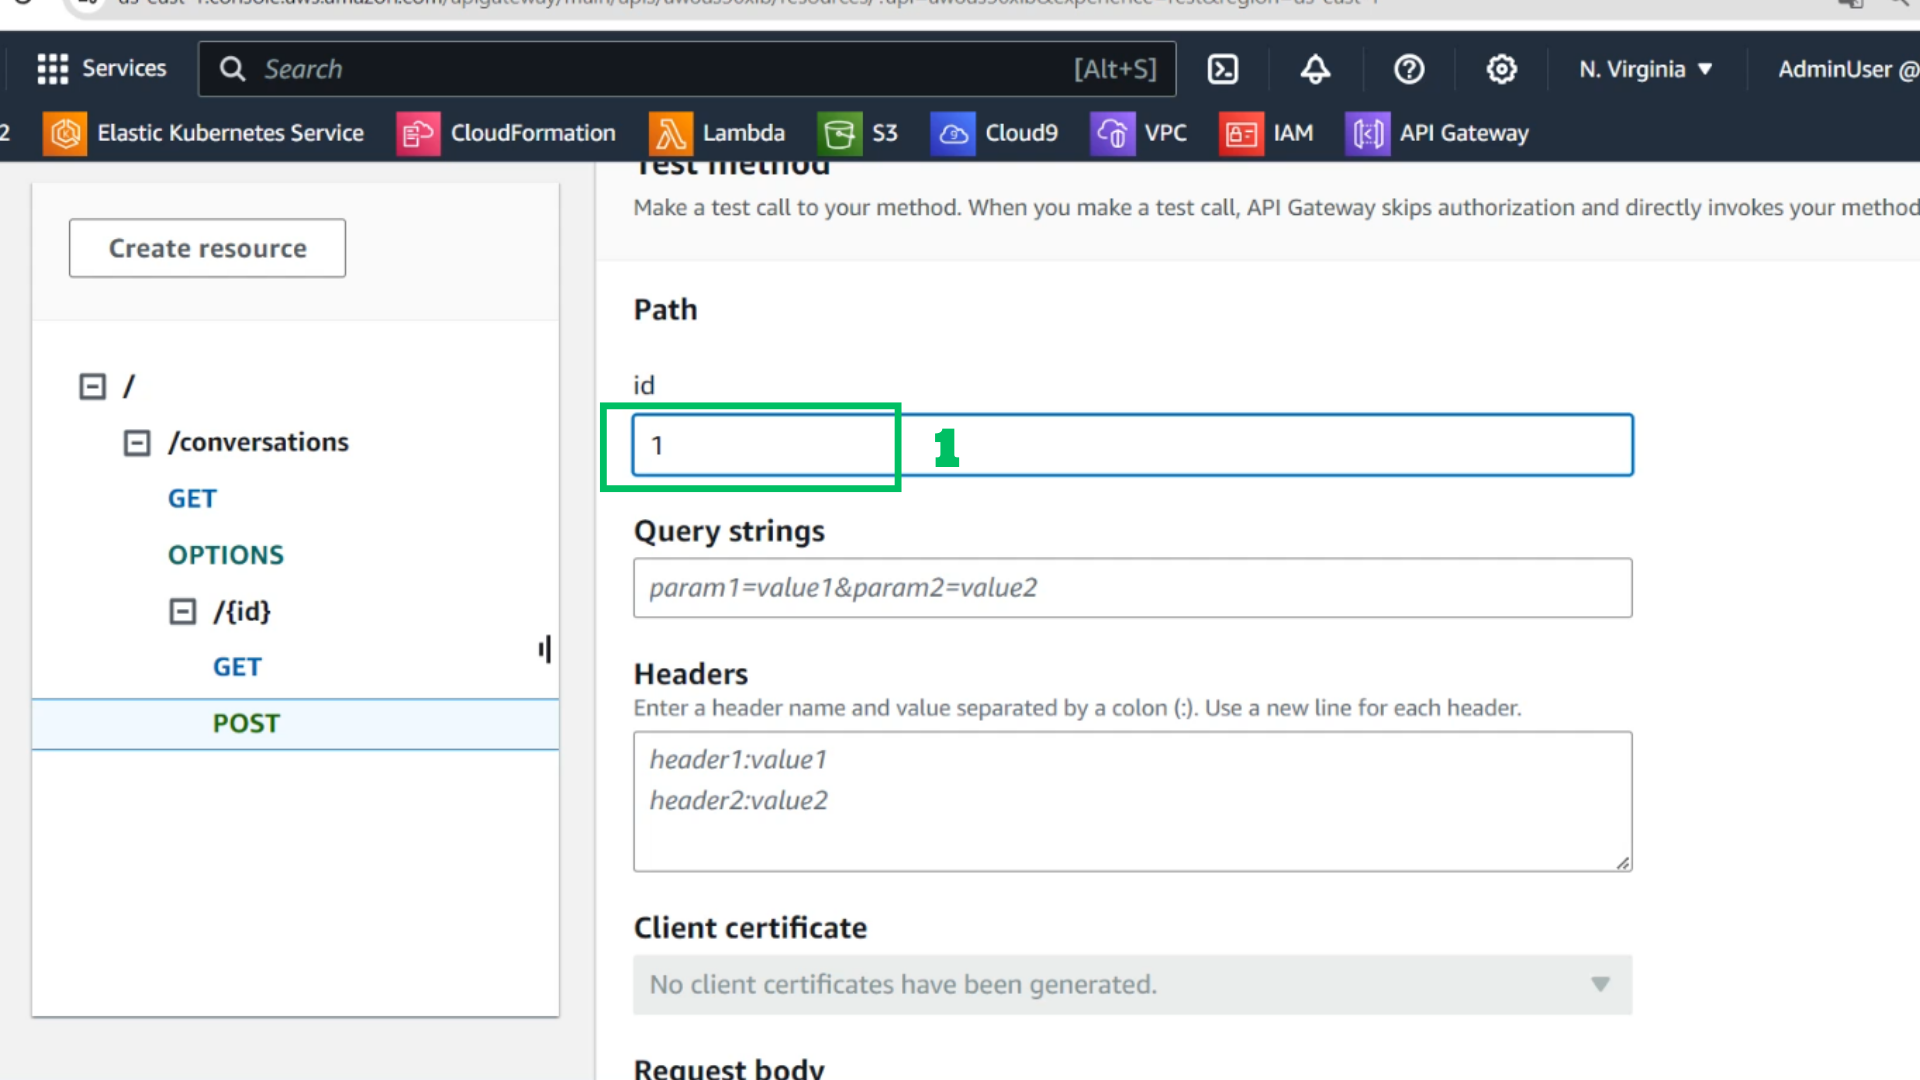 Services
Search
[Alt+S]
N. Virginia
AdminUser @
2
Elastic Kubernetes Service
CloudFormation
Lambda
S3
Cloud9
VPC
IAM
API Gateway
Test method
Make a test call to your method. When you make a test call, API Gateway skips authorization and directly invokes your method
Create resource
/
/conversations
GET
OPTIONS
/{id}
GET
POST
Path
id
1
1
Query strings
param1=value1&param2=value2
Headers
Enter a header name and value separated by a colon (:). Use a new line for each header.
header1:value1
header2:value2
Client certificate
No client certificates have been generated.
Request body